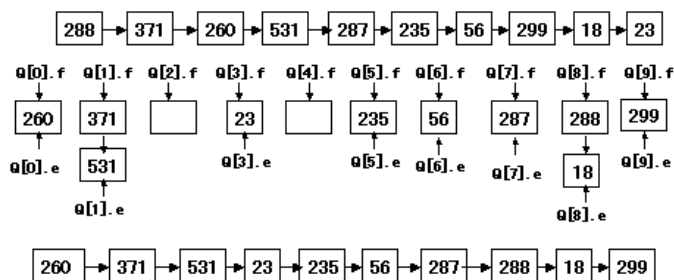 288 371 260 531 287 235 56 299 18 23
Q[0].f Q[1].f Q[2].f Q[3].f Q[4].f Q[5].f Q[6].f Q[7].f Q[8].f Q[9].f
260 371 23 235 56 287 288 299
Q[0].e 531 Q[3].e Q[5].e Q[6].e Q[7].e 18 Q[9].e
Q[1].e Q[8].e
260 371 531 23 235 56 287 288 18 299